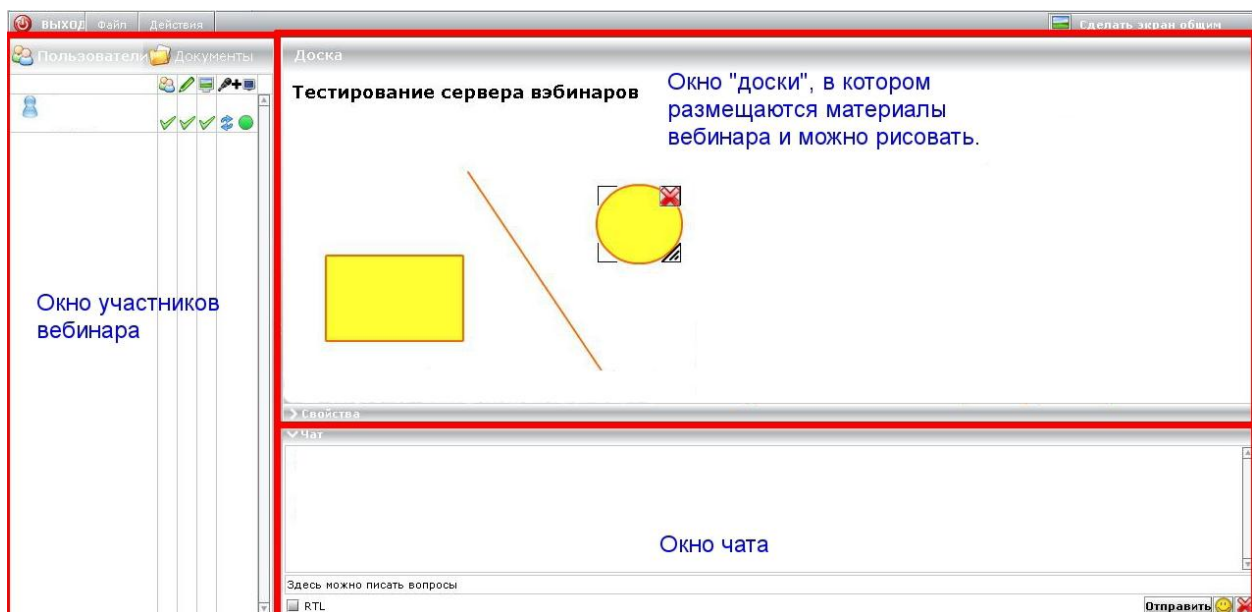 ВЫХОД Файл Действия Сделать экран общим
Пользователи Документы
Доска
Тестирование сервера вэбинаров
Окно "доски", в котором
размещаются материалы
вебинара и можно рисовать.
Окно участников
вебинара
Свойства
Чат
Окно чата
Здесь можно писать вопросы
RTL
Отправить